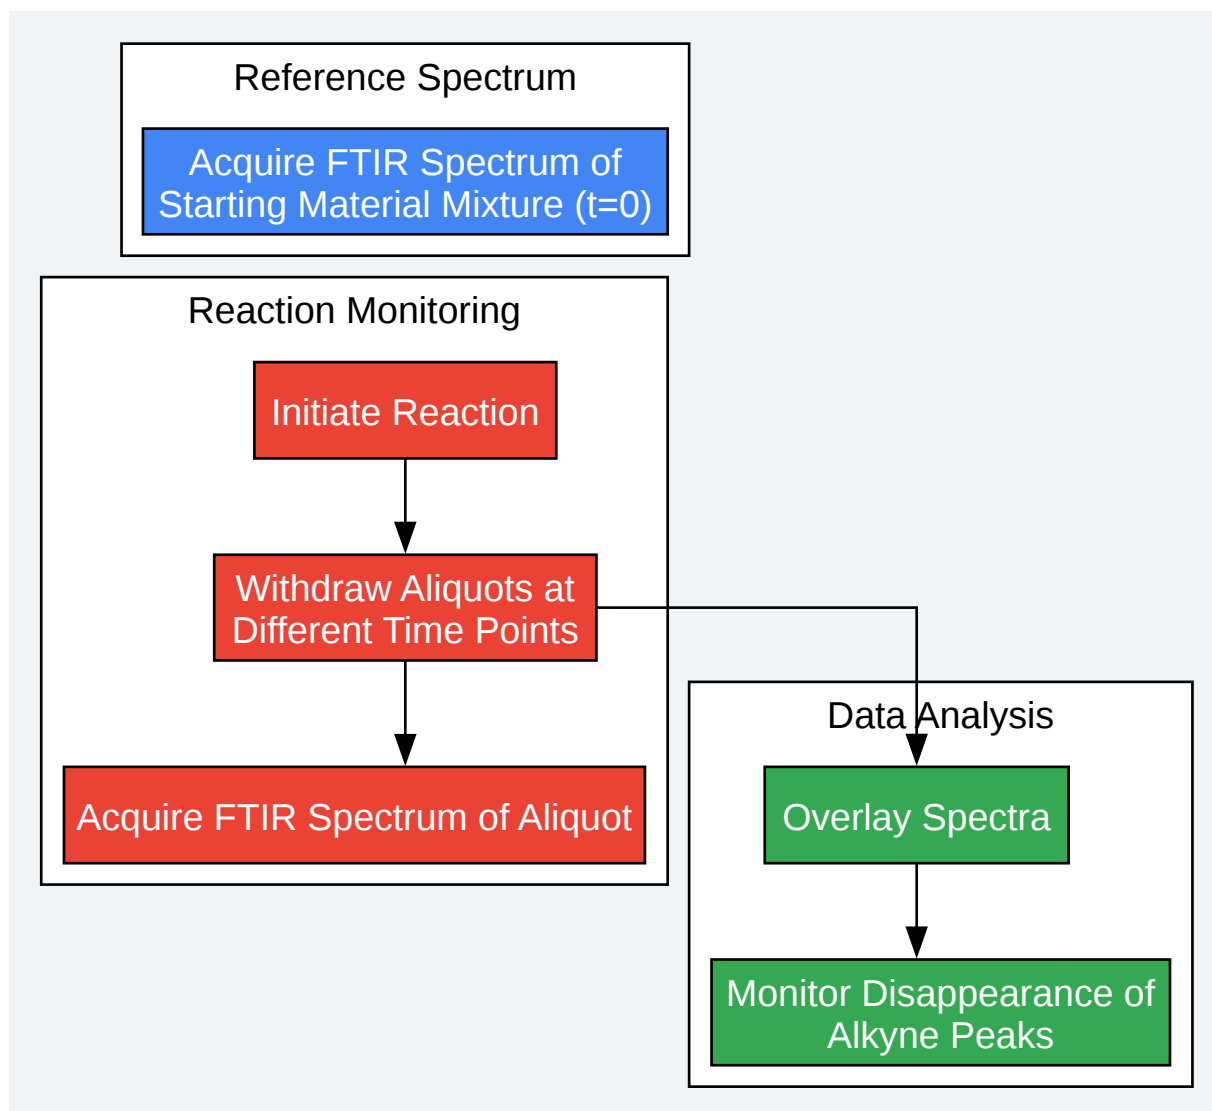 Reference Spectrum
Acquire FTIR Spectrum of
Starting Material Mixture (t=0)
Reaction Monitoring
Initiate Reaction
Withdraw Aliquots at
Different Time Points
Acquire FTIR Spectrum of Aliquot
Data Analysis
Overlay Spectra
Monitor Disappearance of
Alkyne Peaks